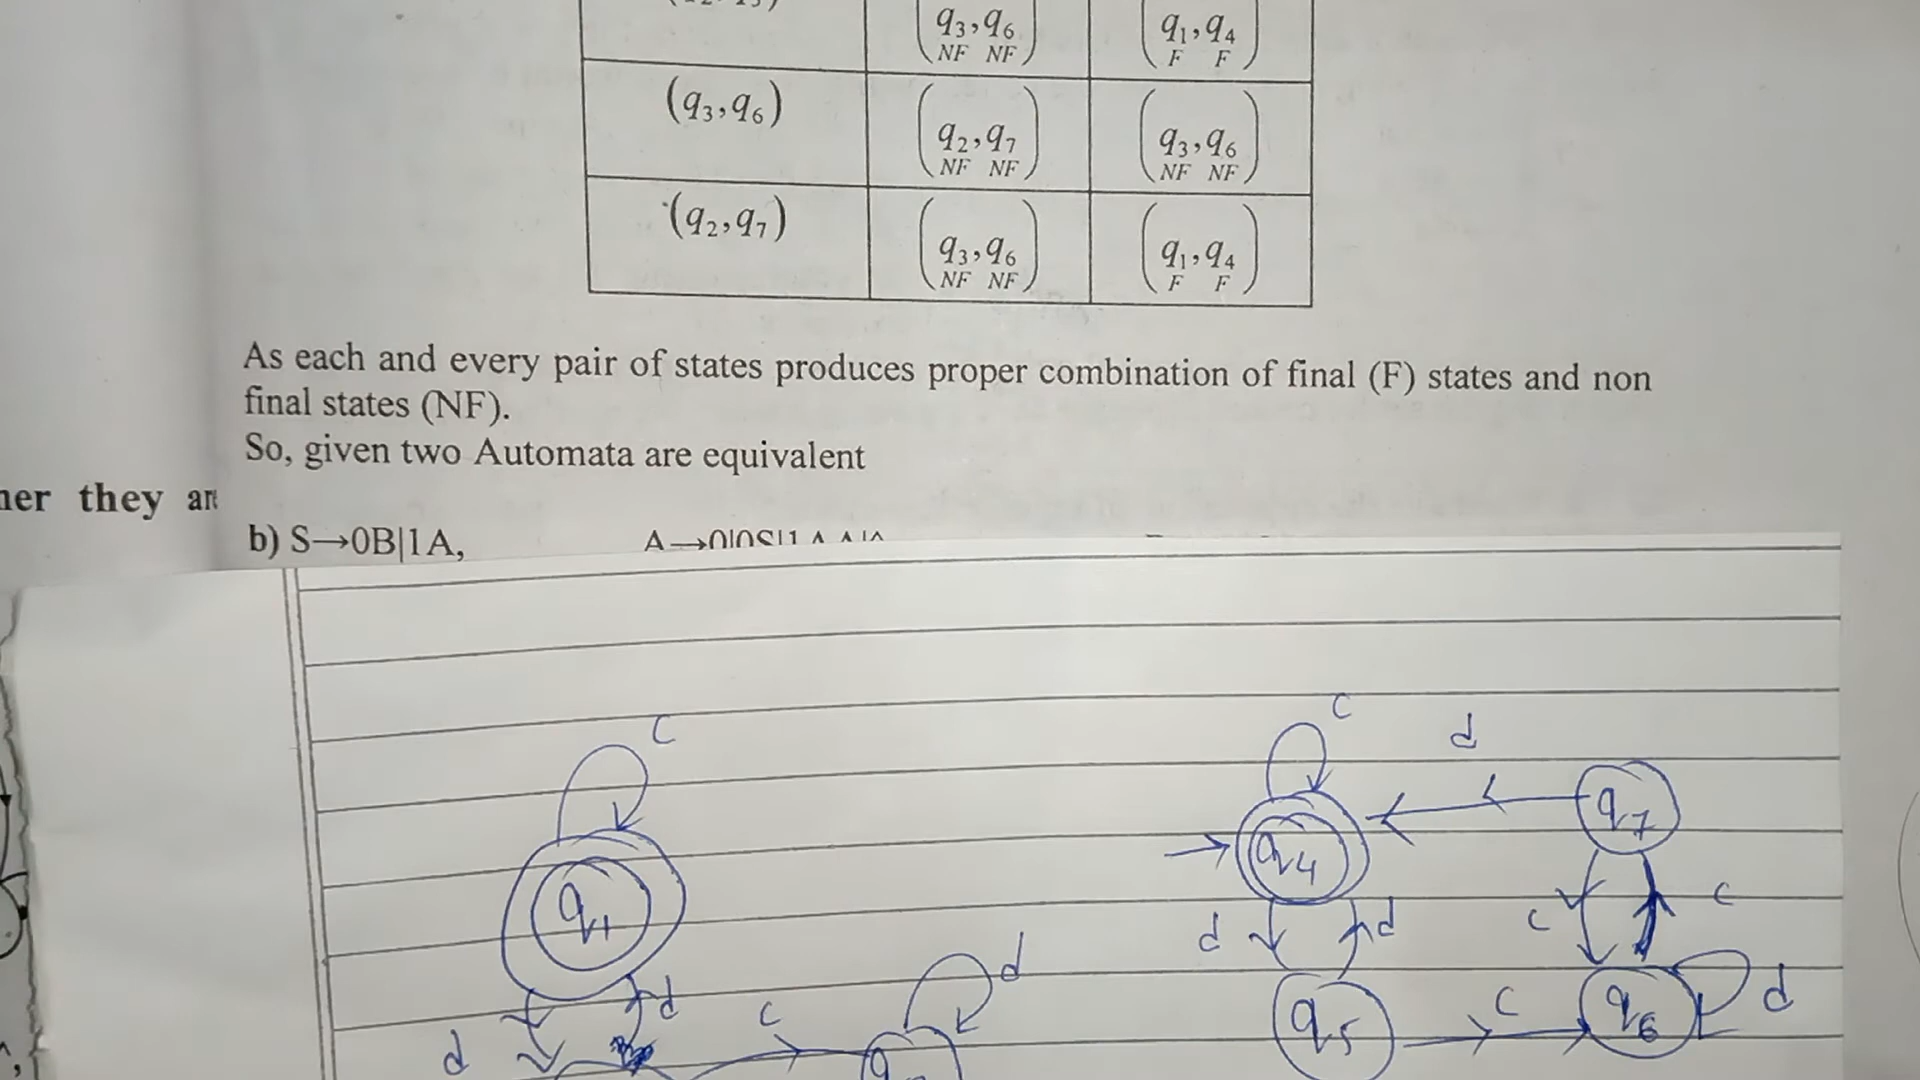 (q3,q6 NF NF) (q1,q4 F F)
(q3,q6) (q2,q7 NF NF) (q3,q6 NF NF)
(q2,q7) (q3,q6 NF NF) (q1,q4 F F)
As each and every pair of states produces proper combination of final (F) states and non
final states (NF).
So, given two Automata are equivalent
they
b) S→0B|1A,
c c d
q1 q4 q7
d d c c
d d c d q5 c q6 d